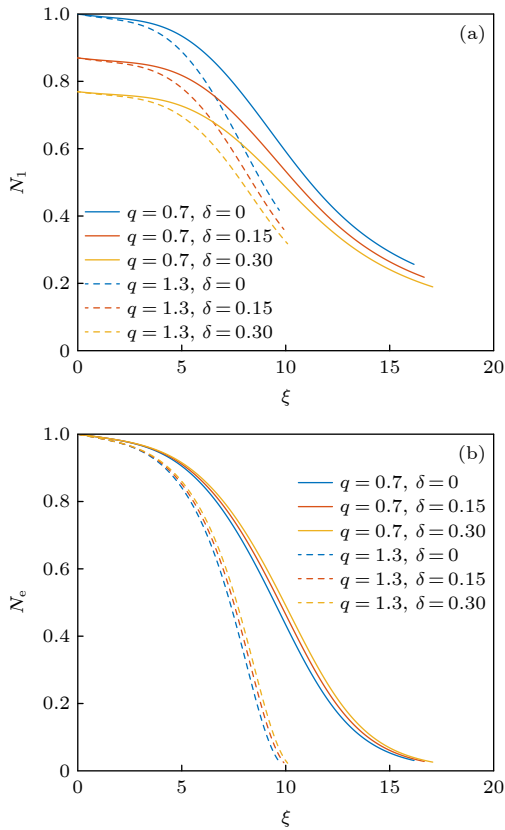 (a)
1.0
0.8
0.6
0.4
0.2
0
N₁
q = 0.7, δ = 0
q = 0.7, δ = 0.15
q = 0.7, δ = 0.30
q = 1.3, δ = 0
q = 1.3, δ = 0.15
q = 1.3, δ = 0.30
0 5 10 15 20
ξ
(b)
1.0
0.8
0.6
0.4
0.2
0
Nₑ
q = 0.7, δ = 0
q = 0.7, δ = 0.15
q = 0.7, δ = 0.30
q = 1.3, δ = 0
q = 1.3, δ = 0.15
q = 1.3, δ = 0.30
0 5 10 15 20
ξ